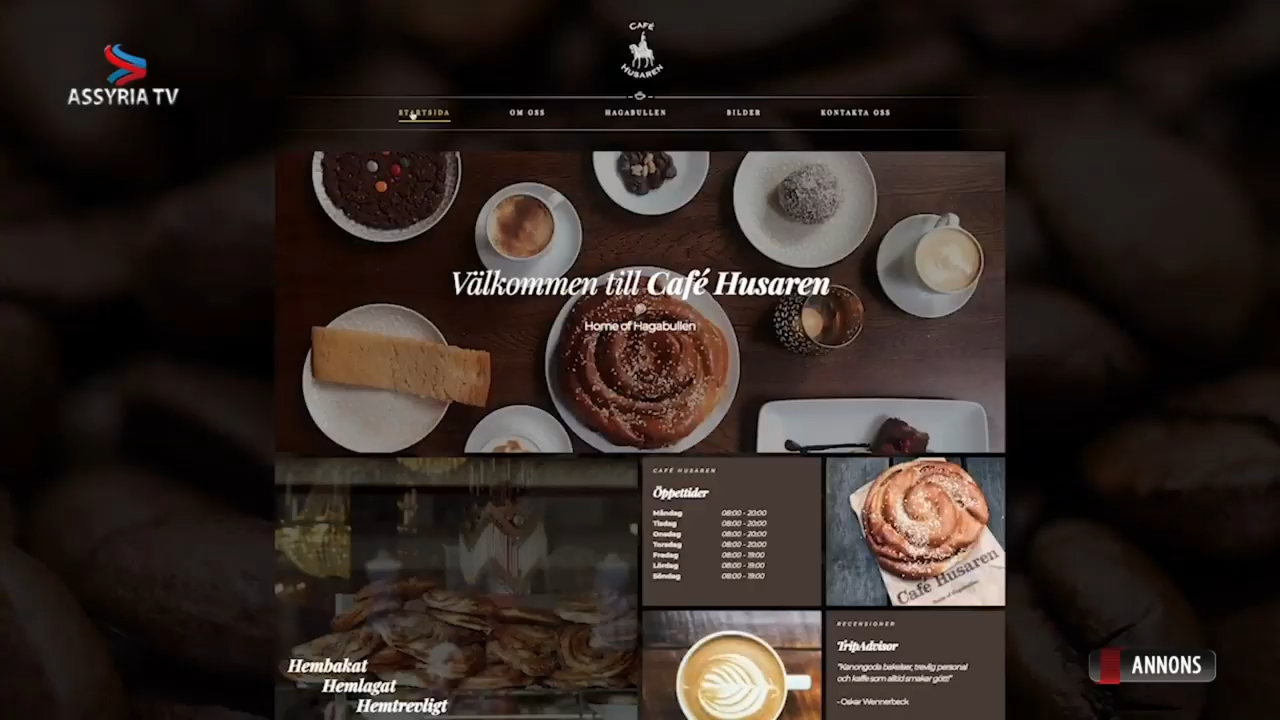 ASSYRIA TV
CAFÉ
HUSAREN
STARTSIDA
OM OSS
HAGABULLEN
BILDER
KONTAKTA OSS
Välkommen till Café Husaren
Home of Hagabullen
CAFÉ HUSAREN
Öppettider
Måndag 08:00 - 20:00
Tisdag 08:00 - 20:00
Onsdag 08:00 - 20:00
Torsdag 08:00 - 20:00
Fredag 08:00 - 19:00
Lördag 08:00 - 19:00
Söndag 08:00 - 19:00
Café Husaren
Home of Hagabullen
Hembakat
Hemlagat
Hemtrevligt
RECENSIONER
TripAdvisor
"Kanongoda bakelser, trevlig personal
och kaffe som alltid smakar gött!"
- Oskar Wennerbeck
ANNONS